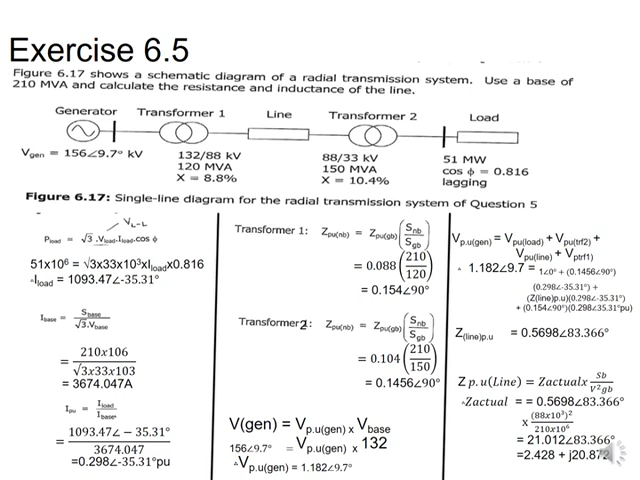 Exercise 6.5
Figure 6.17 shows a schematic diagram of a radial transmission system. Use a base of
210 MVA and calculate the resistance and inductance of the line.
Generator Transformer 1 Line Transformer 2 Load
Vgen = 156∠9.7° kV
132/88 kV
120 MVA
X = 8.8%
88/33 kV
150 MVA
X = 10.4%
51 MW
cos ϕ = 0.816
lagging
Figure 6.17: Single-line diagram for the radial transmission system of Question 5
VL-L
Pload = √3 .Vload.Iload.cos ϕ
51x10⁶ = √3x33x10³xIloadx0.816
∴Iload = 1093.47∠-35.31°
Ibase = Sbase/√3.Vbase
= 210x106/√3x33x103
= 3674.047A
Ipu = Iload/Ibase
= 1093.47∠ − 35.31°/3674.047
=0.298∠-35.31°pu
Transformer 1: Zpu(nb) = Zpu(gb)(Snb/Sgb)
= 0.088(210/120)
= 0.154∠90°
Transformer 2: Zpu(nb) = Zpu(gb)(Snb/Sgb)
= 0.104(210/150)
= 0.1456∠90°
V(gen) = Vp.u(gen) x Vbase
156∠9.7° = Vp.u(gen) x 132
∴Vp.u(gen) = 1.182∠9.7°
Vp.u(gen) = Vpu(load) + Vpu(trf2) +
Vpu(line) + Vptrf1)
∴ 1.182∠9.7 = 1∠0° + (0.1456∠90°)
(0.298∠-35.31°) +
(Z(line)p.u)(0.298∠-35.31°)
+ (0.154∠90°)(0.298∠-35.31°pu)
Z(line)p.u = 0.5698∠83.366°
Z p.u(Line) = Zactualx Sb/V²gb
∴Zactual = = 0.5698∠83.366°
x (88x10³)²/210x10⁶
= 21.012∠83.366°
=2.428 + j20.872